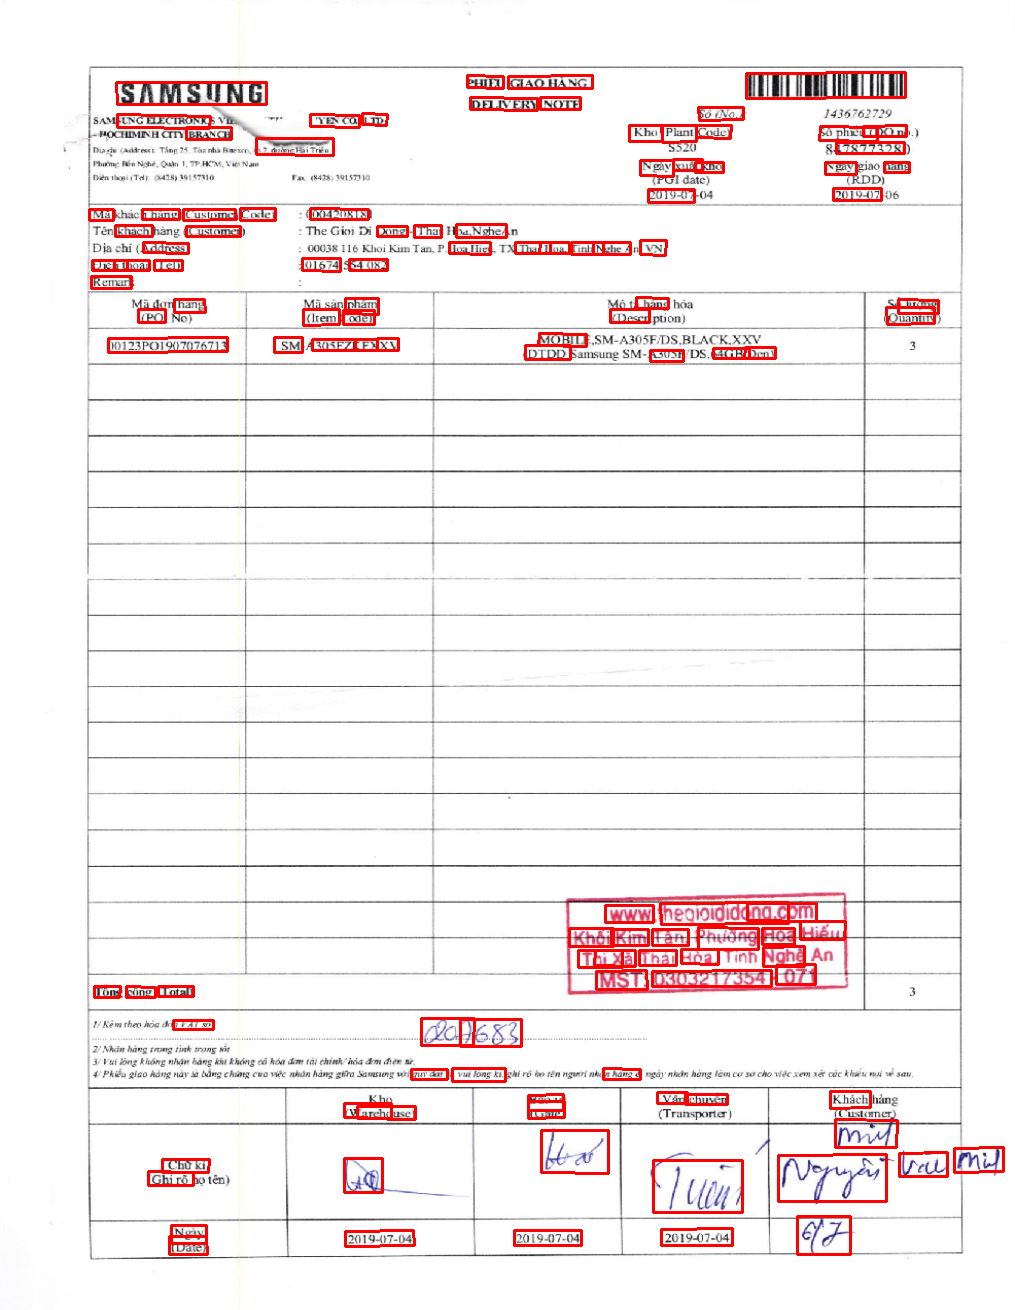 SAMSUNG
PHIẾU GIAO HÀNG
DELIVERY NOTE
Số (No.) 1436762729
SAMSUNG ELECTRONICS YEN CO., LTD.
- HOCHIMINH CITY BRANCH
Địa chỉ (Address): Tầng 25, Tòa nhà Bitexco, 2, đường Hải Triều
Phường Bến Nghé, Quận 1, TP.HCM, Việt Nam
Điện thoại (Tel): (8428) 39157310 Fax: (8428) 39157310
Kho (Plant Code) Số phiếu (DO no.)
S520 8478773280
Ngày xuất kho Ngày giao hàng
(PGI date) (RDD)
2019-07-04 2019-07-06
Mã khách hàng (Customer Code) : 0004208181
Tên khách hàng (Customer) : The Gioi Di Dong - Thai Hoa,Nghe An
Địa chỉ (Address) : 00038 116 Khoi Kim Tan, P. Hoa Hieu, TX Thai Hoa, Tinh Nghe An, VN
Điện thoại (Tel) : 01674 554 082
Remark :
Mã đơn hàng Mã sản phẩm Mô tả hàng hóa Số lượng
(PO No) (Item Code) (Description) (Quantity)
00123PO1907076713 SM-A305FZKFXXV MOBILE,SM-A305F/DS,BLACK,XXV 3
(DTDD Samsung SM-A305F/DS,64GB,Den)
www.thegioididong.com
Khối Kim Tân, Phường Hòa Hiếu
Thị Xã Thái Hòa, Tỉnh Nghệ An
MST: 0303217354 - 071
Tổng cộng (Total) 3
1/ Kèm theo hóa đơn VAT số 0207683
2/ Nhận hàng trong tình trạng tốt
3/ Vui lòng không nhận hàng khi không có hóa đơn tài chính/ hóa đơn điện tử.
4/ Phiếu giao hàng này là bằng chứng của việc nhận hàng giữa Samsung với quý đại lý, vui lòng kí, ghi rõ họ tên người nhận hàng & ngày nhận hàng làm cơ sở cho việc xem xét các khiếu nại về sau.
Kho Bảo vệ Vận chuyển Khách hàng
(Warehouse) (Gate) (Transporter) (Customer)
Chữ kí
(Ghi rõ họ tên)
Tuấn Nguyễn Văn Minh
Ngày
(Date) 2019-07-04 2019-07-04 2019-07-04 6/7